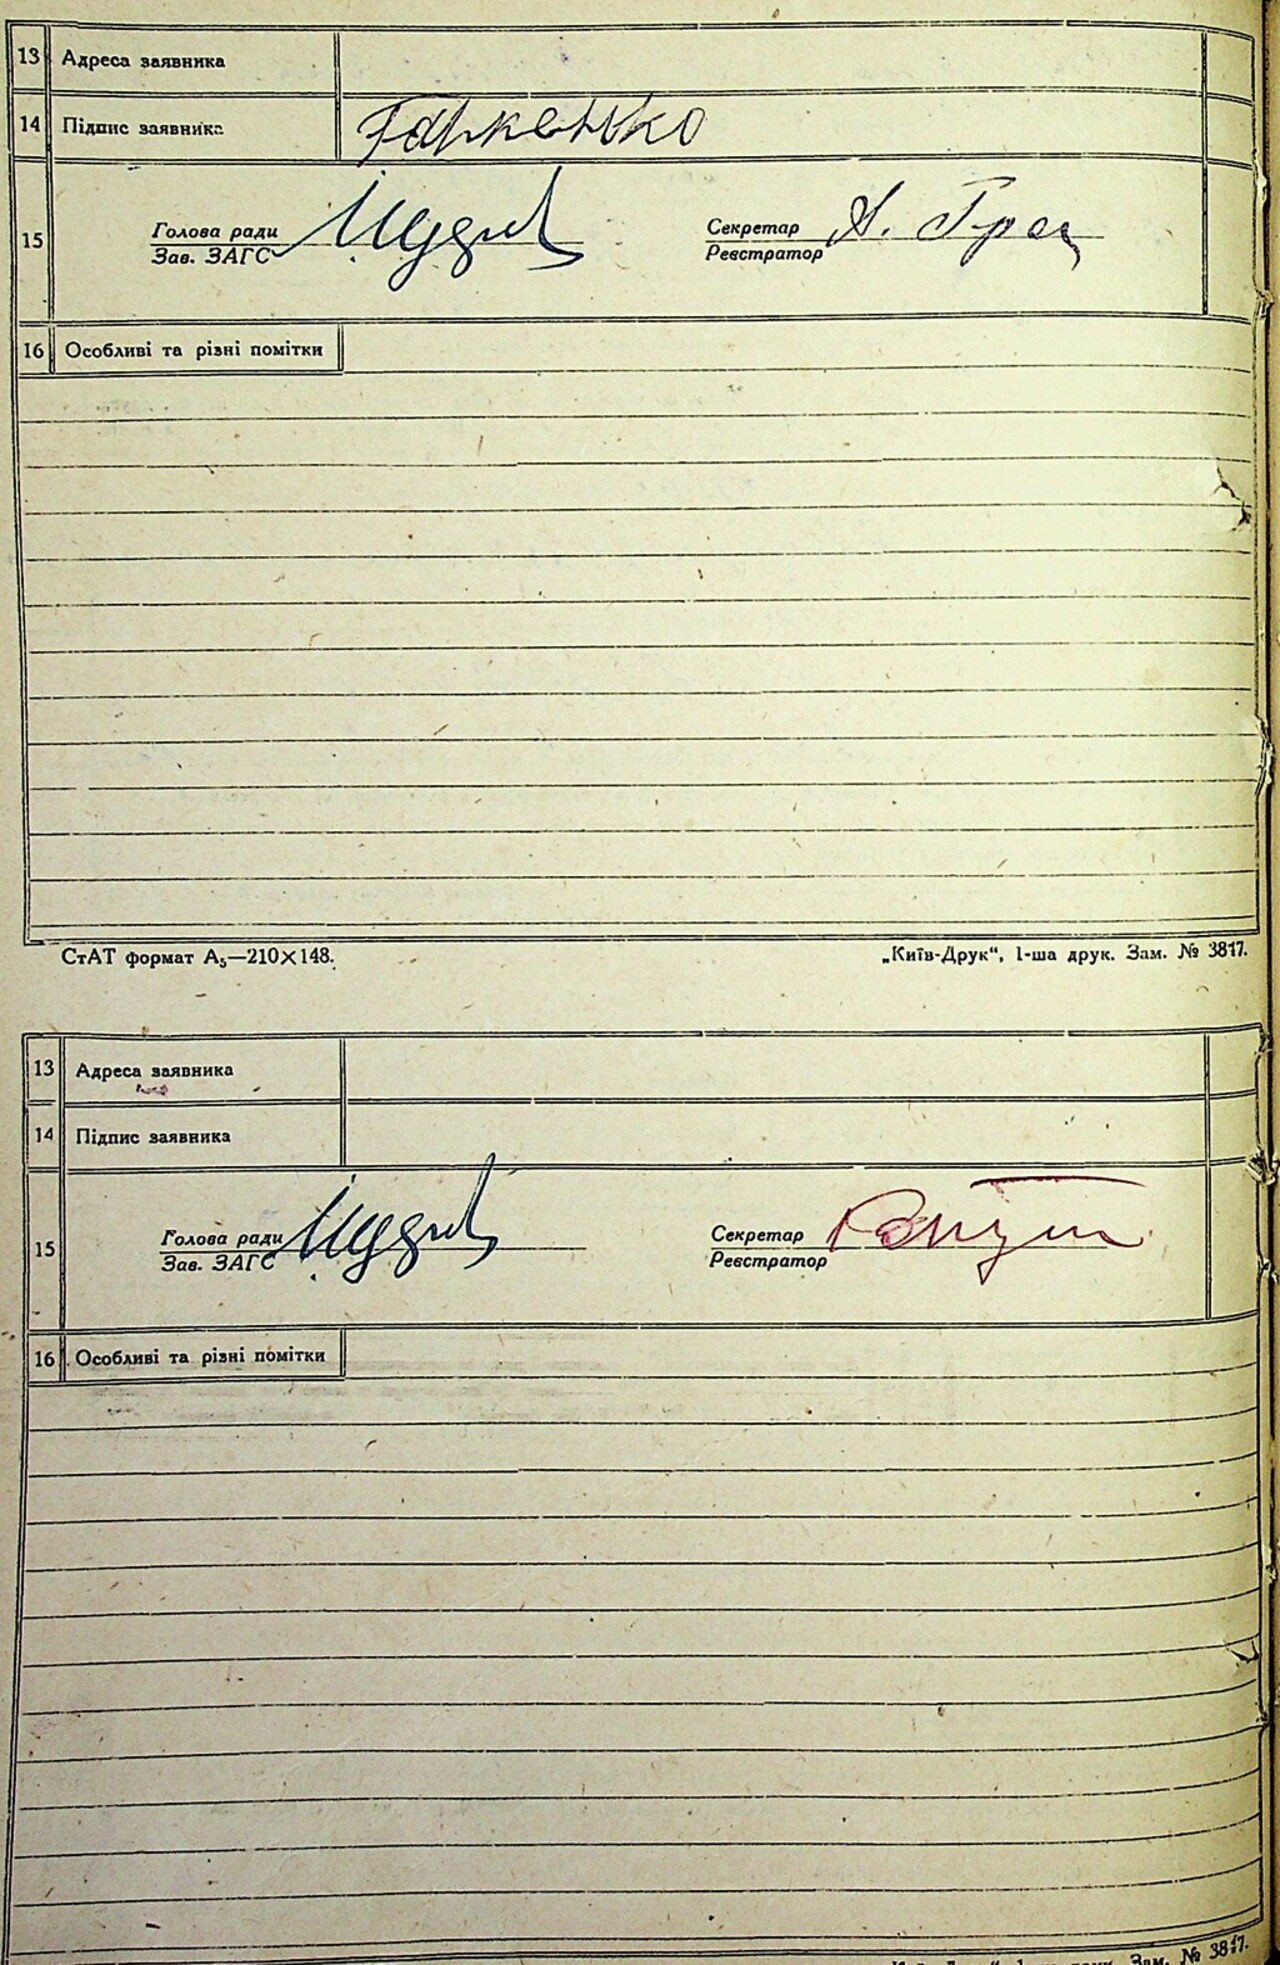 13 Адреса заявника
14 Підпис заявника Гарженько
15 Голова ради Секретар
Зав. ЗАГС Реєстратор
16 Особливі та різні помітки
СтАТ формат А₅—210×148. „Київ-Друк“, 1-ша друк. Зам. № 3817.
13 Адреса заявника
14 Підпис заявника
15 Голова ради Секретар
Зав. ЗАГС Реєстратор
16 Особливі та різні помітки
Зам. № 3817.